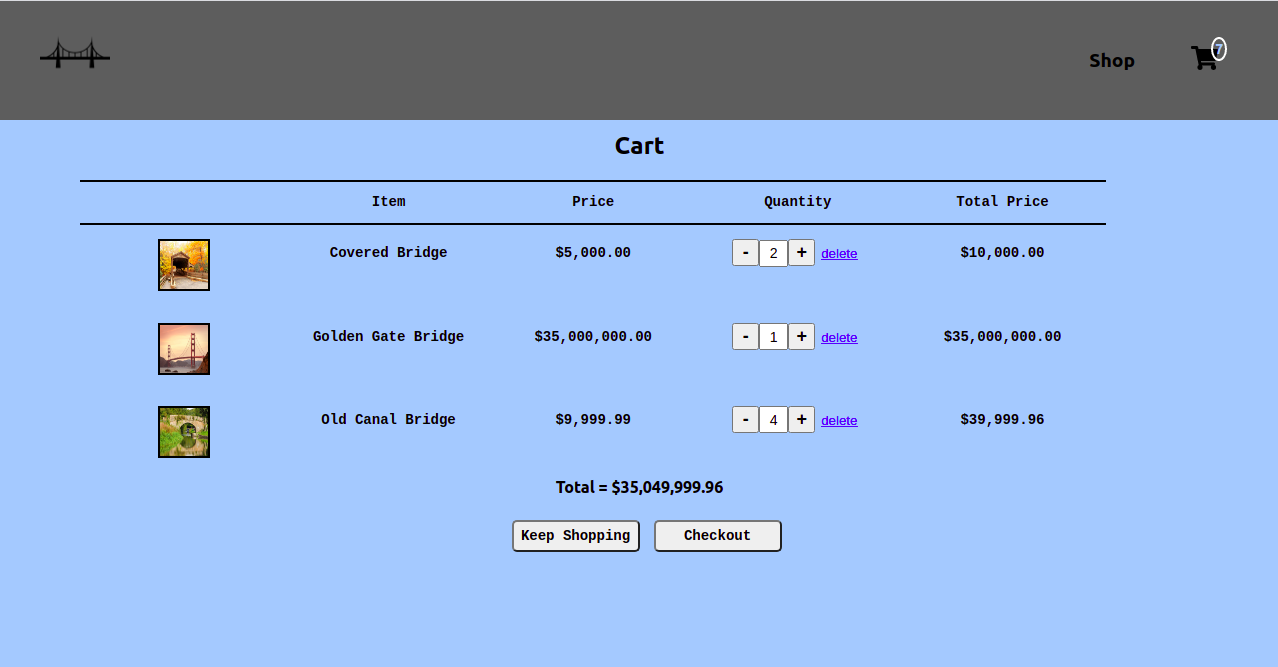 Shop 7
Cart
Item Price Quantity Total Price
Covered Bridge $5,000.00 - 2 + delete $10,000.00
Golden Gate Bridge $35,000,000.00 - 1 + delete $35,000,000.00
Old Canal Bridge $9,999.99 - 4 + delete $39,999.96
Total = $35,049,999.96
Keep Shopping Checkout